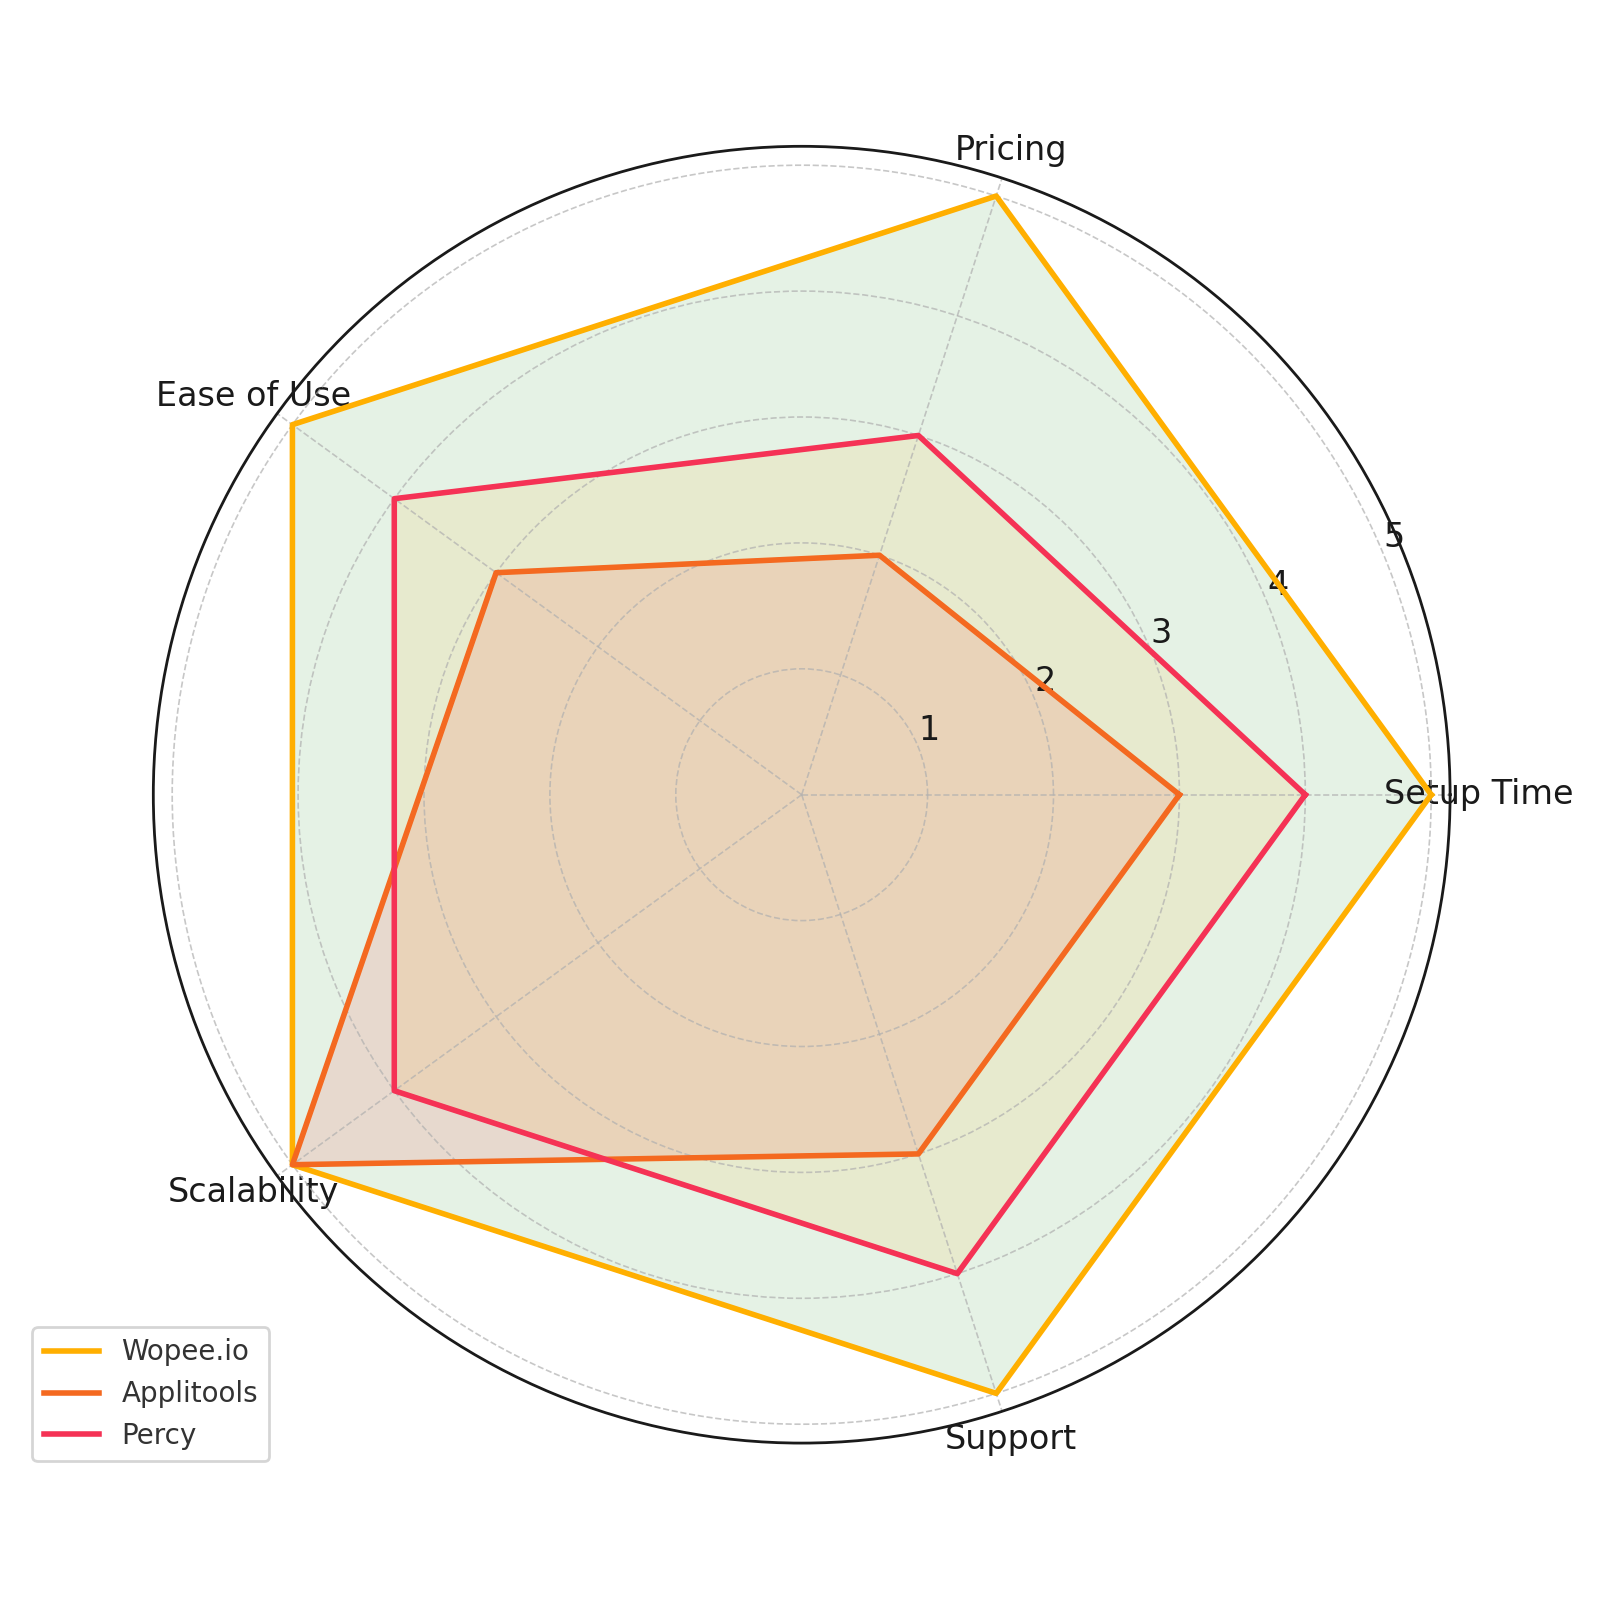 Pricing
Ease of Use
5
4
3
2
1
Setup Time
Scalability
Support
Wopee.io
Applitools
Percy